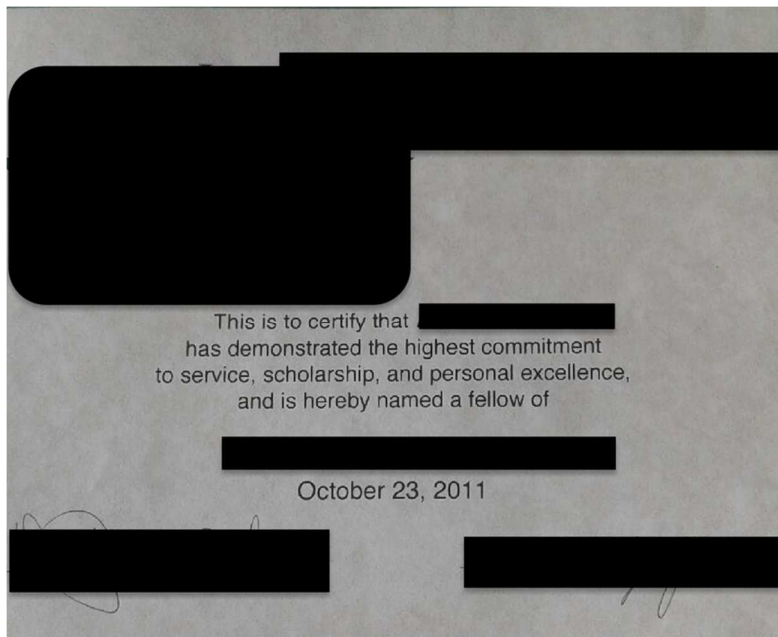 This is to certify that
has demonstrated the highest commitment
to service, scholarship, and personal excellence,
and is hereby named a fellow of
October 23, 2011